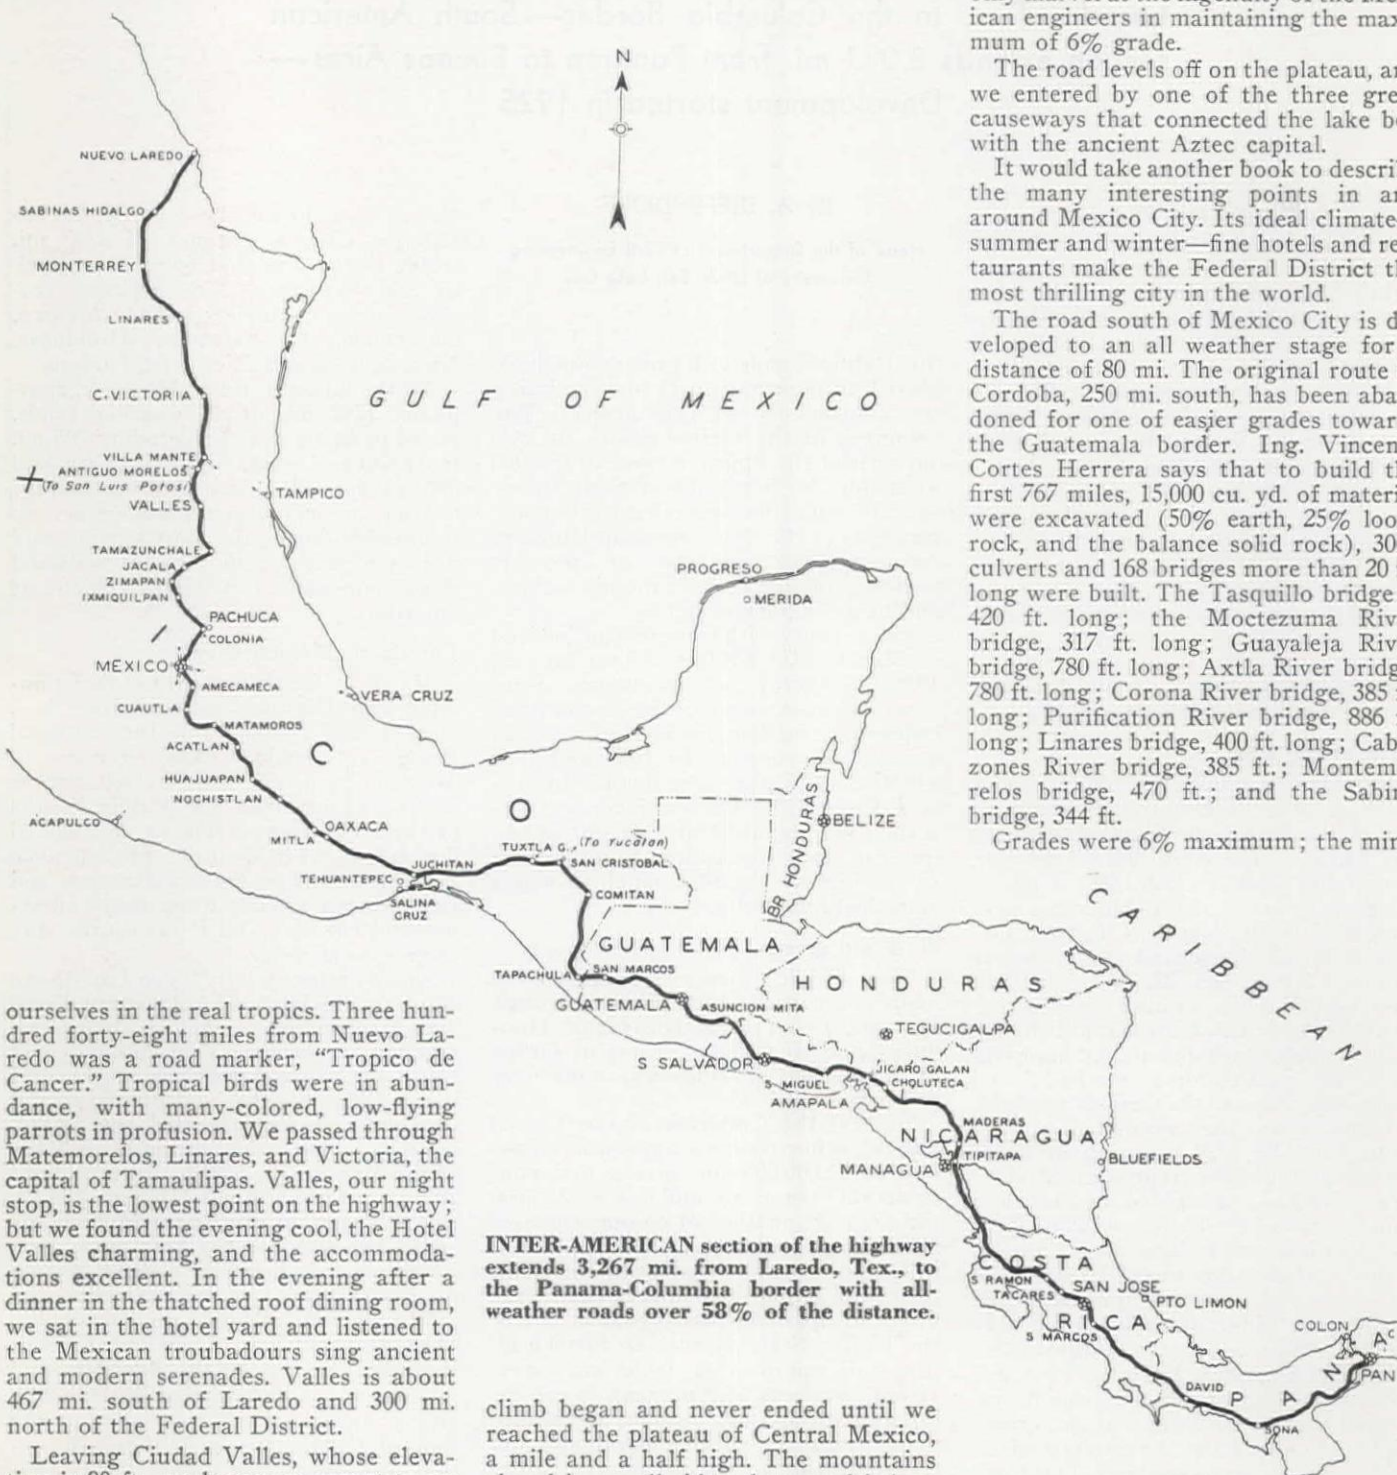 N
NUEVO LAREDO
SABINAS HIDALGO
MONTERREY
LINARES
C. VICTORIA
GULF OF MEXICO
VILLA MANTE
ANTIGUO MORELOS
(To San Luis Potosi)
VALLES
TAMPICO
TAMAZUNCHALE
JACALA
ZIMAPAN
IXMIQUILPAN
PACHUCA
COLONIA
MEXICO
AMECAMECA
CUAUTLA
MATAMOROS
ACATLAN
HUAJUAPAN
NOCHISTLAN
ACAPULCO
OAXACA
MITLA
VERA CRUZ
PROGRESO
MERIDA
C
O
JUCHITAN
TEHUANTEPEC
SALINA
CRUZ
TUXTLA G.
(To Yucatan)
SAN CRISTOBAL
COMITAN
BR HONDURAS
BELIZE
GUATEMALA
TAPACHULA
SAN MARCOS
GUATEMALA
ASUNCION MITA
HONDURAS
TEGUCIGALPA
CARIBBEAN
S SALVADOR
S MIGUEL
AMAPALA
JICARO GALAN
CHOLUTECA
MADERAS
NICARAGUA
TIPITAPA
MANAGUA
BLUEFIELDS
COSTA
S RAMON
TACARES
SAN JOSE
PTO LIMON
RICA
S MARCOS
COLON
DAVID
P A N A
PAN
SONA
ourselves in the real tropics. Three hun-
dred forty-eight miles from Nuevo La-
redo was a road marker, "Tropico de
Cancer." Tropical birds were in abun-
dance, with many-colored, low-flying
parrots in profusion. We passed through
Matemorelos, Linares, and Victoria, the
capital of Tamaulipas. Valles, our night
stop, is the lowest point on the highway;
but we found the evening cool, the Hotel
Valles charming, and the accommoda-
tions excellent. In the evening after a
dinner in the thatched roof dining room,
we sat in the hotel yard and listened to
the Mexican troubadours sing ancient
and modern serenades. Valles is about
467 mi. south of Laredo and 300 mi.
north of the Federal District.
Leaving Ciudad Valles, whose eleva-
INTER-AMERICAN section of the highway
extends 3,267 mi. from Laredo, Tex., to
the Panama-Columbia border with all-
weather roads over 58% of the distance.
climb began and never ended until we
reached the plateau of Central Mexico,
a mile and a half high. The mountains
marvel at the ingenuity of the
ican engineers in maintaining the max
mum of 6% grade.
The road levels off on the plateau, an
we entered by one of the three gre
causeways that connected the lake b
with the ancient Aztec capital.
It would take another book to descri
the many interesting points in an
around Mexico City. Its ideal climate
summer and winter—fine hotels and re
taurants make the Federal District th
most thrilling city in the world.
The road south of Mexico City is d
veloped to an all weather stage for
distance of 80 mi. The original route
Cordoba, 250 mi. south, has been aba
doned for one of easier grades towar
the Guatemala border. Ing. Vincen
Cortes Herrera says that to build th
first 767 miles, 15,000 cu. yd. of materi
were excavated (50% earth, 25% loo
rock, and the balance solid rock), 30
culverts and 168 bridges more than 20
long were built. The Tasquillo bridge
420 ft. long; the Moctezuma Riv
bridge, 317 ft. long; Guayaleja Riv
bridge, 780 ft. long; Axtla River bridg
780 ft. long; Corona River bridge, 385
long; Purification River bridge, 886
long; Linares bridge, 400 ft. long; Cab
zones River bridge, 385 ft.; Montem
relos bridge, 470 ft.; and the Sabin
bridge, 344 ft.
Grades were 6% maximum; the min